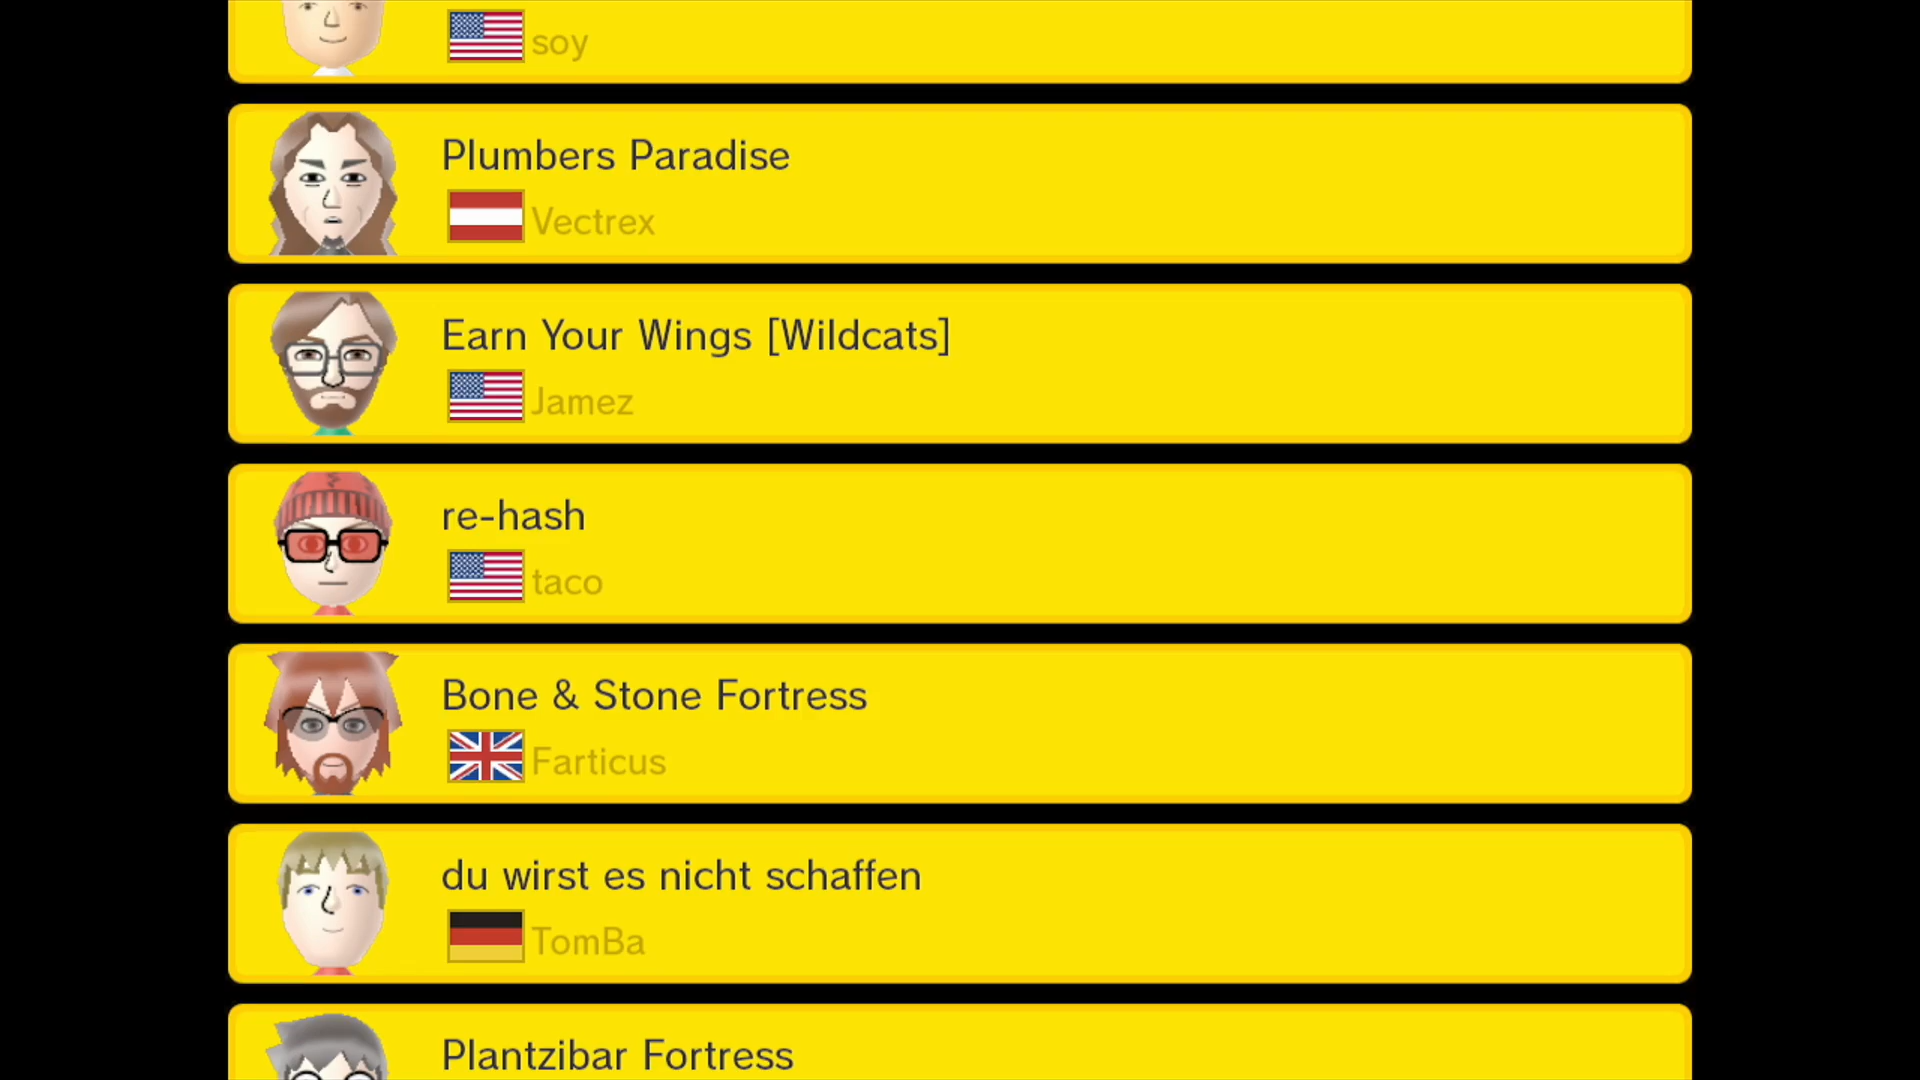 soy
Plumbers Paradise
Vectrex
Earn Your Wings [Wildcats]
Jamez
re-hash
taco
Bone & Stone Fortress
Farticus
du wirst es nicht schaffen
TomBa
Plantzibar Fortress